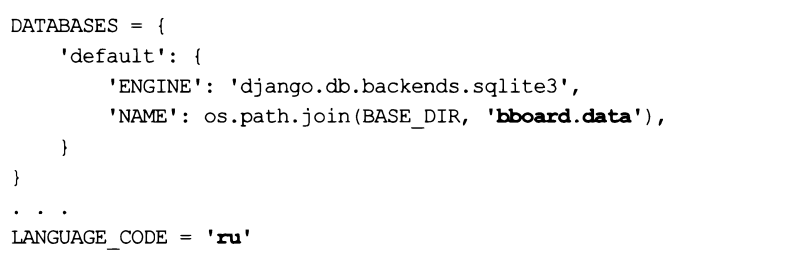 DATABASES = {
    'default': {
        'ENGINE': 'django.db.backends.sqlite3',
        'NAME': os.path.join(BASE_DIR, 'bboard.data'),
    }
}
. . .
LANGUAGE_CODE = 'ru'